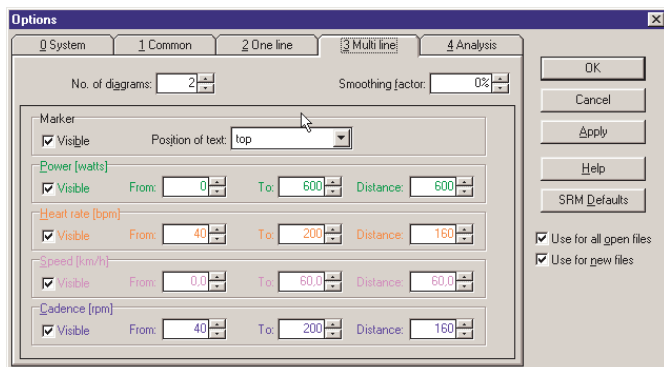 Options
0 System 1 Common 2 One line 3 Multi line 4 Analysis
No. of diagrams: 2 Smoothing factor: 0%
Marker
Visible Position of text: top
Power [watts]
Visible From: 0 To: 600 Distance: 600
Heart rate [bpm]
Visible From: 40 To: 200 Distance: 160
Speed [km/h]
Visible From: 0,0 To: 60,0 Distance: 60,0
Cadence [rpm]
Visible From: 40 To: 200 Distance: 160
OK
Cancel
Apply
Help
SRM Defaults
Use for all open files
Use for new files